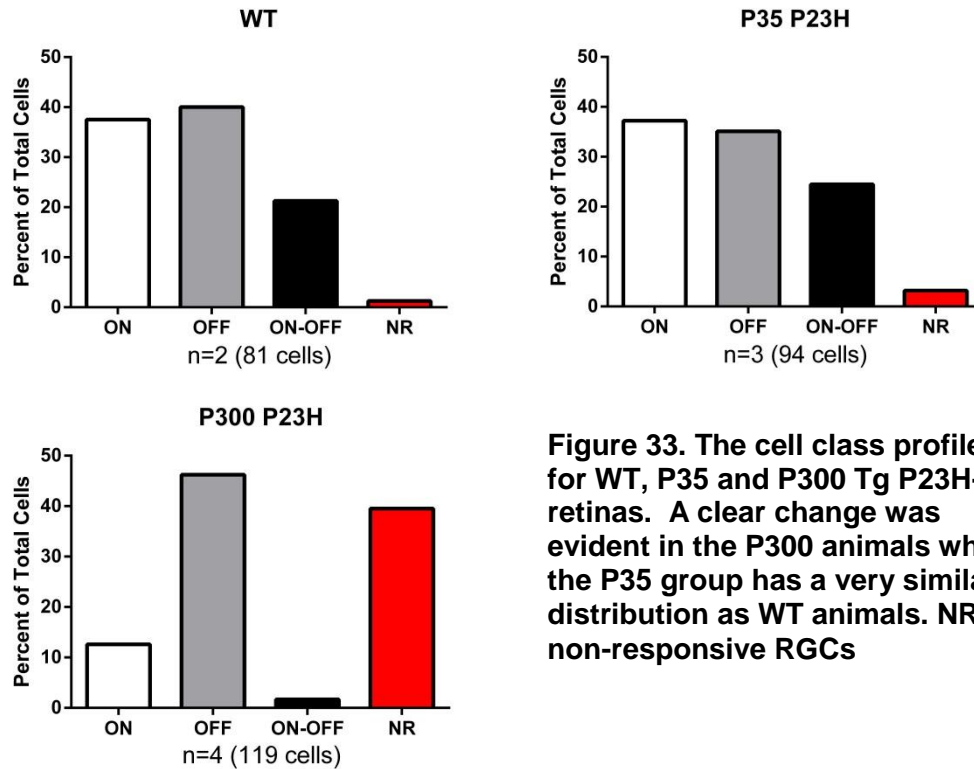 WT
Percent of Total Cells
50
40
30
20
10
0
ON OFF ON-OFF NR
n=2 (81 cells)
P35 P23H
Percent of Total Cells
50
40
30
20
10
0
ON OFF ON-OFF NR
n=3 (94 cells)
P300 P23H
Percent of Total Cells
50
40
30
20
10
0
ON OFF ON-OFF NR
n=4 (119 cells)
Figure 33. The cell class profile
for WT, P35 and P300 Tg P23H-
retinas. A clear change was
evident in the P300 animals wh
the P35 group has a very simila
distribution as WT animals. NR
non-responsive RGCs